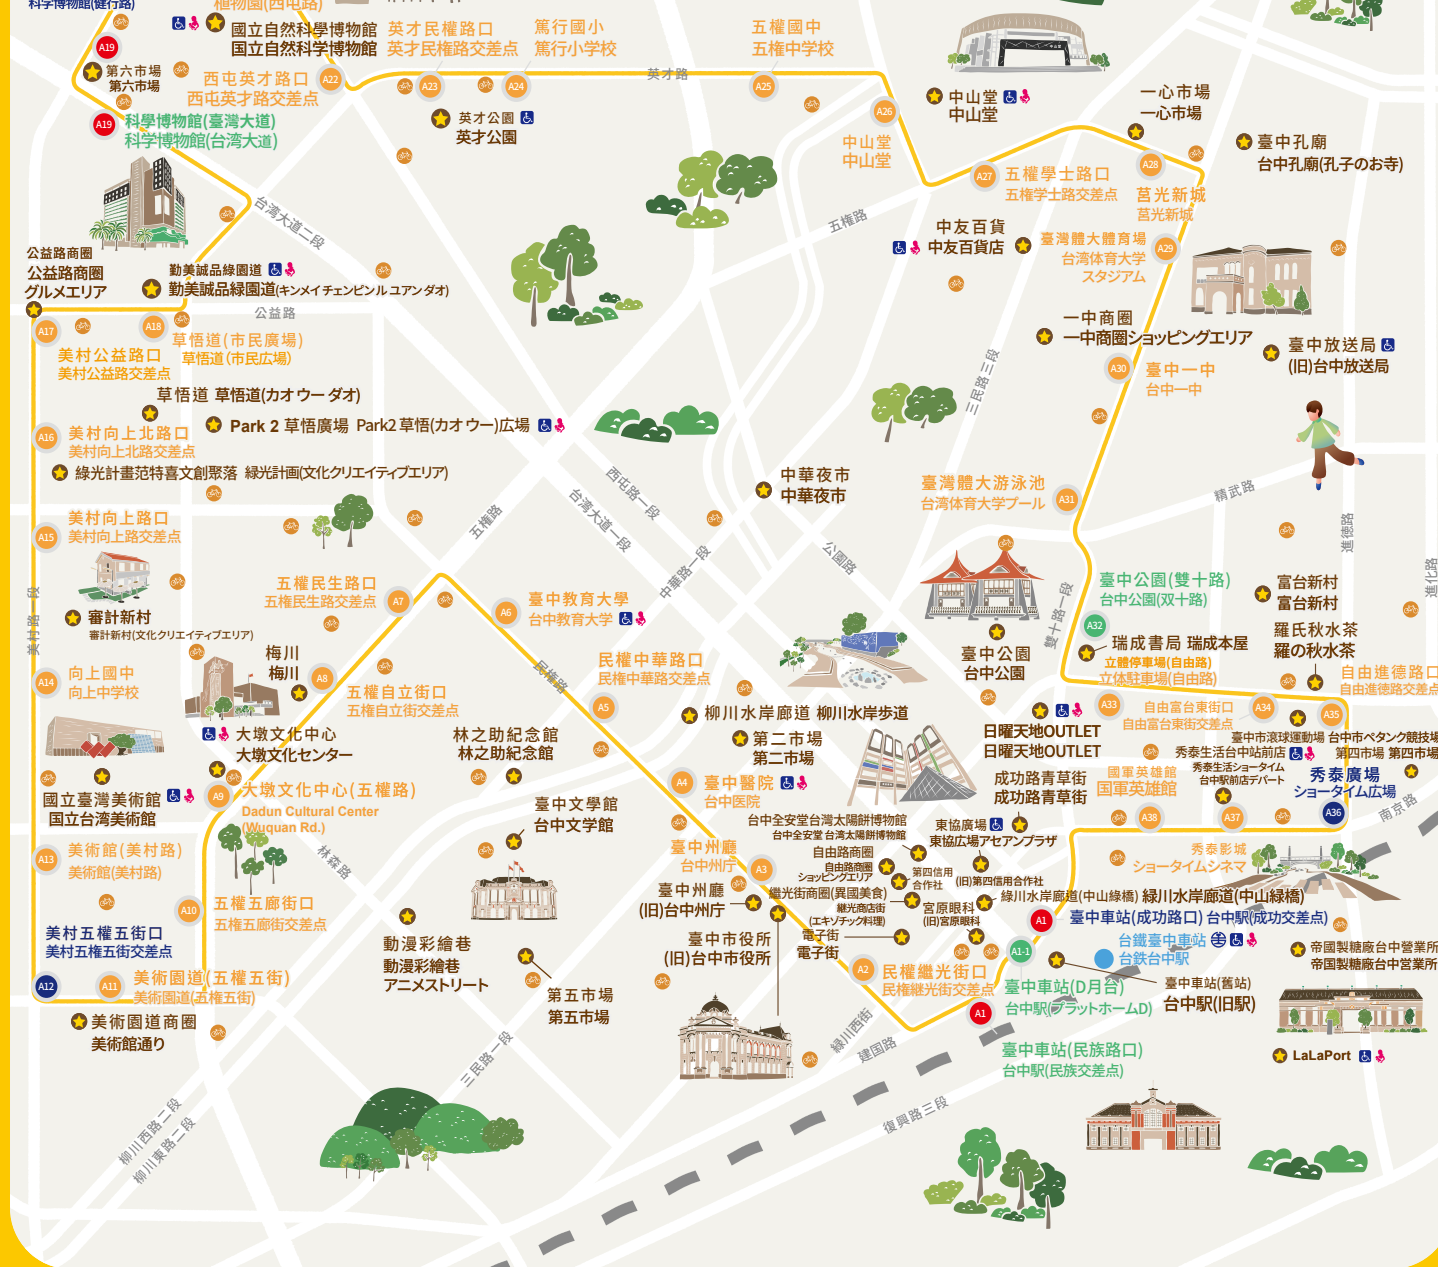 科学博物館(健行路)
植物園(西屯路)
A19
國立自然科學博物館
国立自然科学博物館
英才民權路口
英才民権路交差点
篤行國小
篤行小学校
五權國中
五権中学校
第六市場
第六市場
西屯英才路口
西屯英才路交差点
A22
A23
A24
英才路
A25
A26
中山堂
中山堂
中山堂
中山堂
一心市場
一心市場
英才公園
英才公園
A19
科學博物館(臺灣大道)
科学博物館(台湾大道)
A27
五權學士路口
五権学士路交差点
A28
莒光新城
莒光新城
臺中孔廟
台中孔廟(孔子のお寺)
台湾大道二段
五権路
中友百貨
中友百貨店
臺灣體大體育場
台湾体育大学
スタジアム
A29
公益路商圈
公益路商圏
グルメエリア
勤美誠品綠園道
勤美誠品緑園道(キンメイチェンピンル ユアン ダオ)
公益路
A17
A18
美村公益路口
美村公益路交差点
草悟道(市民廣場)
草悟道(市民広場)
一中商圈
一中商圏ショッピングエリア
臺中放送局
(旧)台中放送局
三民路三段
A30
臺中一中
台中一中
草悟道 草悟道(カオ ウー ダオ)
Park 2 草悟廣場 Park2 草悟(カオ ウー)広場
A16
美村向上北路口
美村向上北路交差点
綠光計畫范特喜文創聚落 緑光計画(文化クリエイティブエリア)
中華夜市
中華夜市
臺灣體大游泳池
台湾体育大学プール
A31
精武路
西屯路一段
台湾大道一段
五権路
公園路
中華路一段
進徳路
進化路
A15
美村向上路口
美村向上路交差点
美村路一段
審計新村
審計新村(文化クリエイティブエリア)
五權民生路口
五権民生路交差点
A7
A6
臺中教育大學
台中教育大学
雙十路一段
臺中公園(雙十路)
台中公園(双十路)
A32
富台新村
富台新村
羅氏秋水茶
羅の秋水茶
瑞成書局 瑞成本屋
立體停車場(自由路)
立体駐車場(自由路)
臺中公園
台中公園
自由進德路口
自由進徳路交差点
梅川
梅川
A14
向上國中
向上中学校
A8
五權自立街口
五権自立街交差点
民権路
民權中華路口
民権中華路交差点
A5
柳川水岸廊道 柳川水岸歩道
第二市場
第二市場
A33
自由富台東街口
自由富台東街交差点
A34
A35
日曜天地OUTLET
日曜天地OUTLET
臺中市滾球運動場 台中市ペタンク競技場
秀泰生活台中站前店
秀泰生活ショータイム
台中駅前店デパート
第四市場 第四市場
大墩文化中心
大墩文化センター
林之助紀念館
林之助紀念館
國立臺灣美術館
国立台湾美術館
A9
大墩文化中心(五權路)
Dadun Cultural Center
(Wuquan Rd.)
A4
臺中醫院
台中医院
成功路青草街
成功路青草街
國軍英雄館
国軍英雄館
秀泰廣場
ショータイム広場
A36
A37
A38
南京路
臺中文學館
台中文学館
台中全安堂台灣太陽餅博物館
台中全安堂 台湾太陽餅博物館
東協廣場
東協広場アセアンプラザ
自由路商圈
自由路商圏
ショッピングエリア
第四信用
合作社
(旧)第四信用合作社
秀泰影城
ショータイムシネマ
A13
美術館(美村路)
美術館(美村路)
林森路
臺中州廳
台中州庁
A3
臺中州廳
(旧)台中州庁
繼光街商圈(異國美食)
継光商店街
(エキゾチック料理)
宮原眼科
(旧)宮原眼科
綠川水岸廊道(中山綠橋) 緑川水岸廊道(中山緑橋)
A10
五權五廊街口
五権五廊街交差点
A1
臺中車站(成功路口) 台中駅(成功交差点)
美村五權五街口
美村五権五街交差点
動漫彩繪巷
動漫彩繪巷
アニメストリート
臺中市役所
(旧)台中市役所
電子街
電子街
A1-1
台鐵臺中車站
台鉄台中駅
帝國製糖廠台中營業所
帝国製糖廠台中営業所
A12
A11
美術園道(五權五街)
美術園道(五権五街)
A2
民權繼光街口
民権継光街交差点
臺中車站(D月台)
台中駅(プラットホームD)
臺中車站(舊站)
台中駅(旧駅)
第五市場
第五市場
A1
美術園道商圈
美術館通り
緑川西街
建国路
臺中車站(民族路口)
台中駅(民族交差点)
LaLaPort
三民路一段
柳川西路二段
柳川東路二段
復興路三段